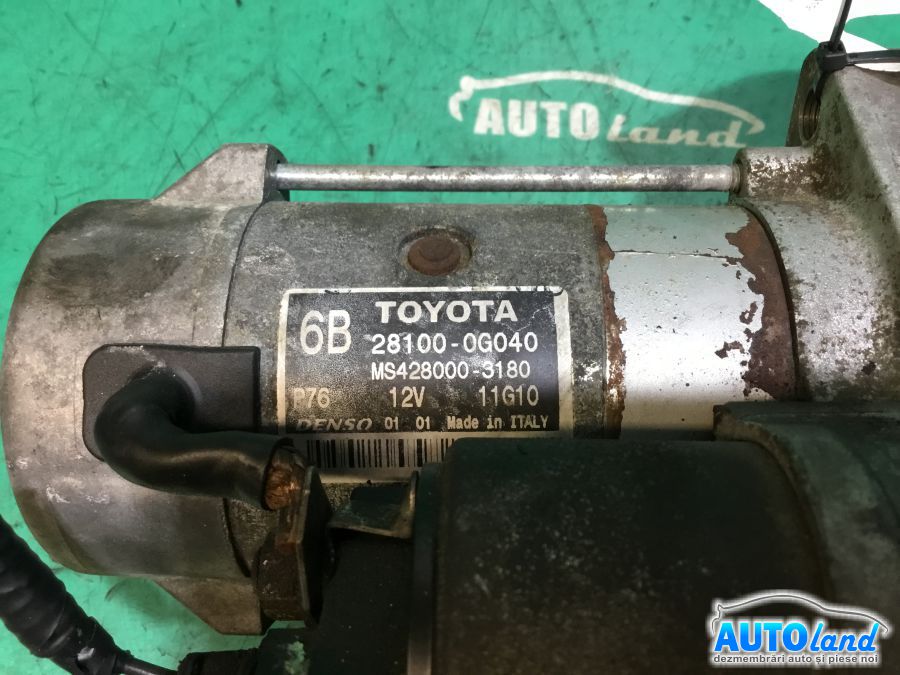 AUTOland
6B TOYOTA
28100-0G040
MS428000-3180
P76 12V 11G10
DENSO 01 01 Made in ITALY
AUTOland
dezmembrări auto și piese noi